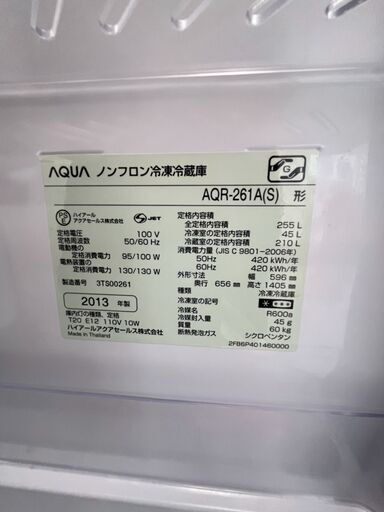 AQUA ノンフロン冷凍冷蔵庫
AQR-261A(S) 形
G
PS E
ハイアール
アクアセールス株式会社
JET
定格電圧 100 V
定格周波数 50/60 Hz
電動機の
定格消費電力 95/100 W
電熱装置の
定格消費電力 130/130 W
製造番号 3TS00261
2013 年製
庫内灯の種類、定格
T20 E12 110V 10W
ハイアールアクアセールス株式会社
Made in Thailand
定格内容積
全定格内容積 255 L
冷凍室の定格内容積 45 L
冷蔵室の定格内容積 210 L
消費電力量(JIS C 9801-2006年)
50Hz 420 kWh/年
60Hz 420 kWh/年
外形寸法 幅 596 mm
奥行 656 mm 高さ 1405 mm
種類 冷凍冷蔵庫
冷凍室の記号
冷媒 R600a
冷媒封入量 45 g
質量 60 kg
断熱発泡ガス シクロペンタン
2FB6P401460000